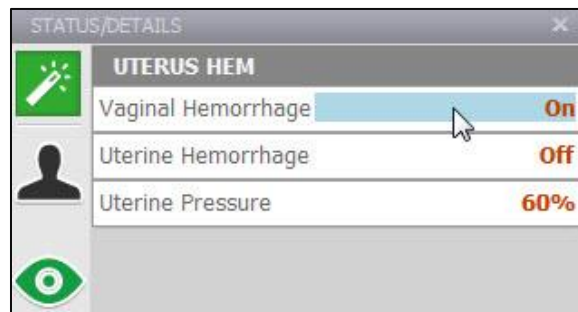 STATUS/DETAILS
UTERUS HEM
Vaginal Hemorrhage On
Uterine Hemorrhage Off
Uterine Pressure 60%